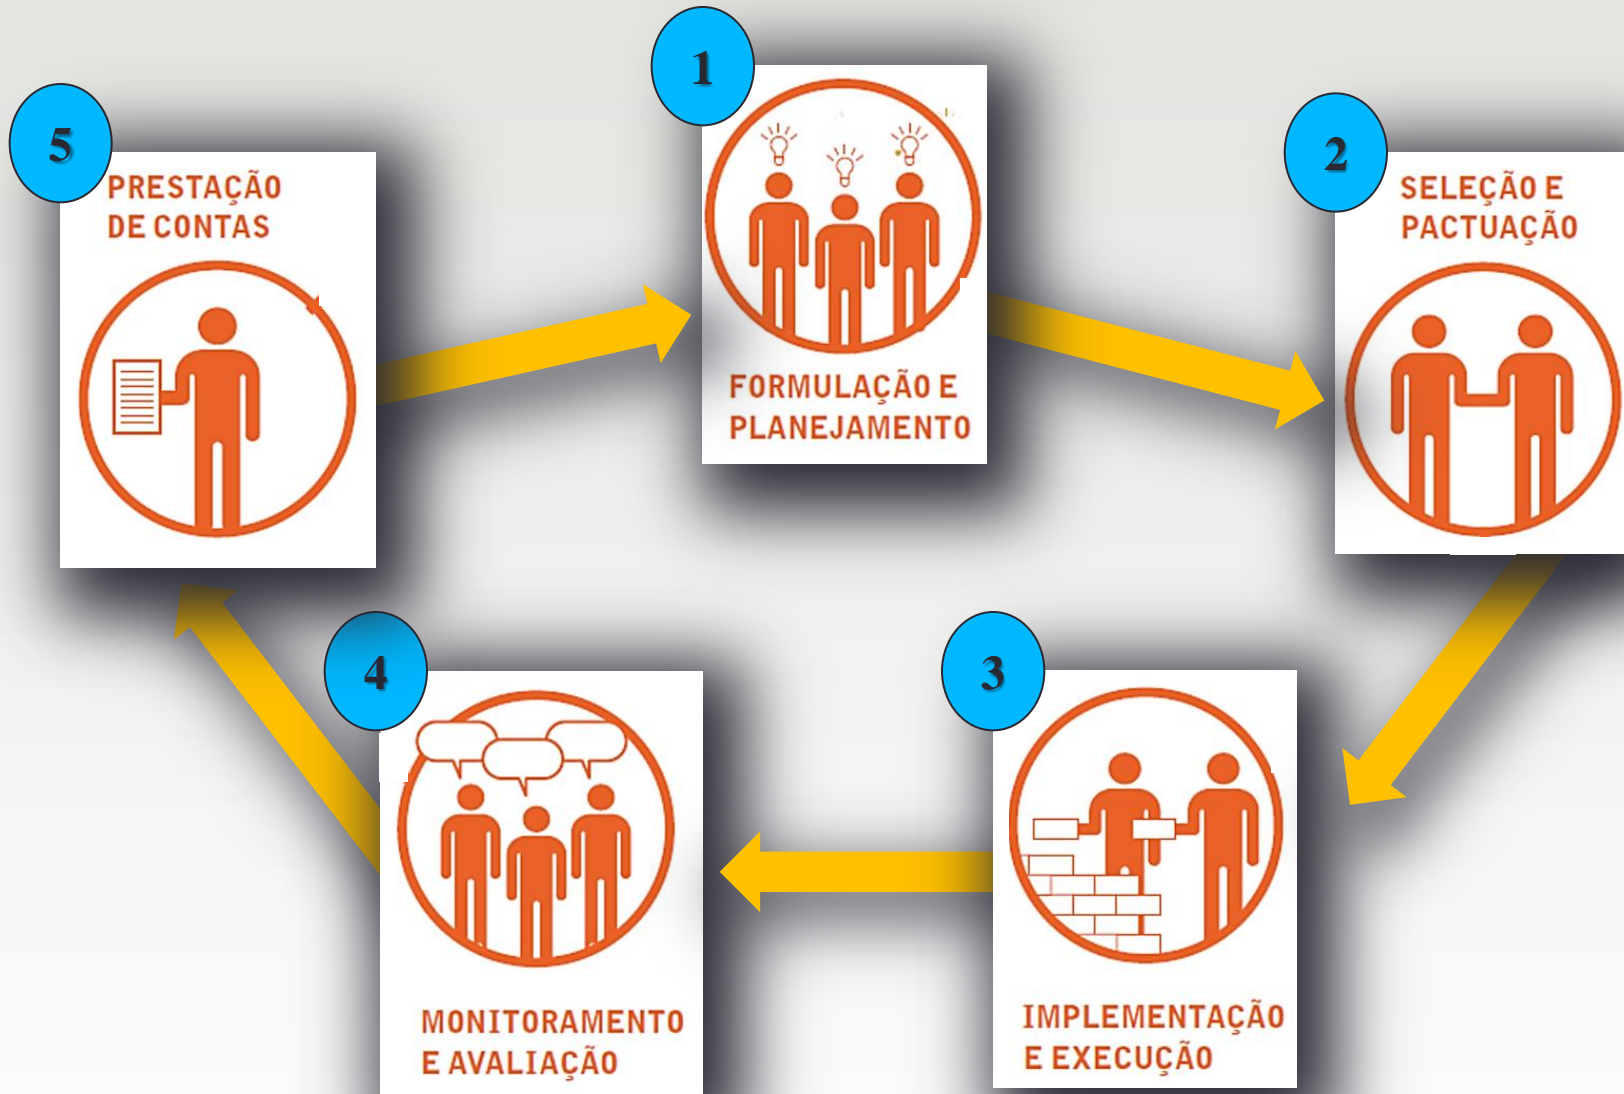 1
FORMULAÇÃO E
PLANEJAMENTO
2
SELEÇÃO E
PACTUAÇÃO
3
IMPLEMENTAÇÃO
E EXECUÇÃO
4
MONITORAMENTO
E AVALIAÇÃO
5
PRESTAÇÃO
DE CONTAS